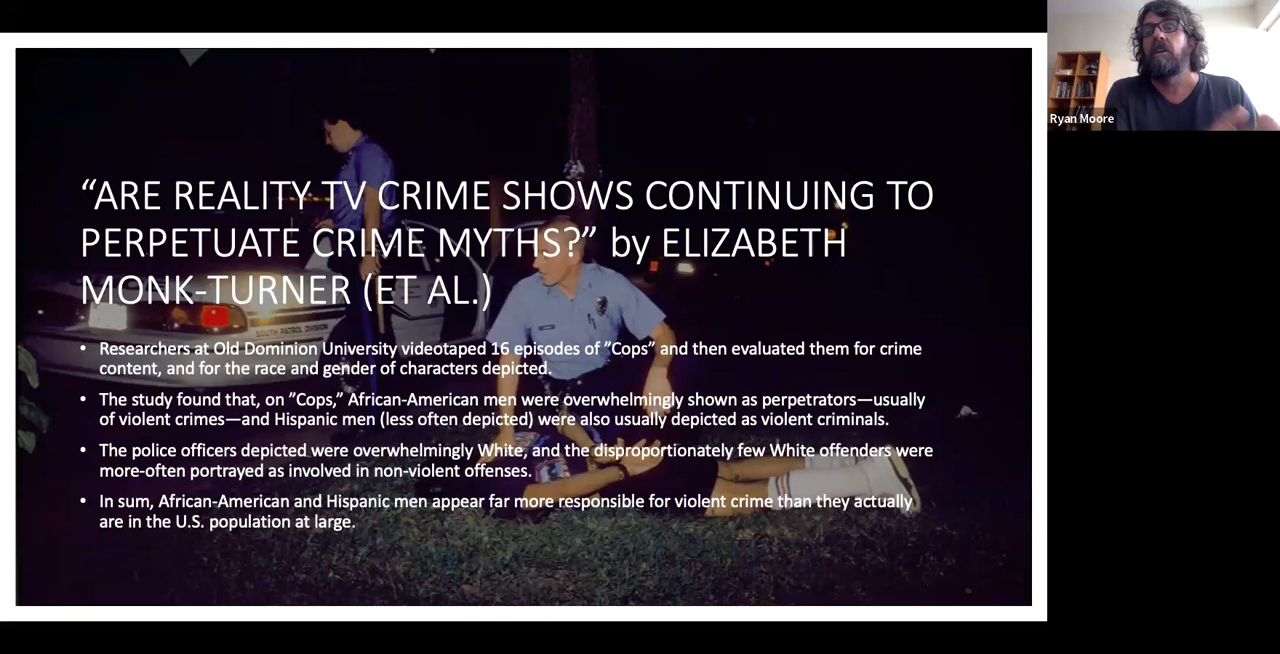 “ARE REALITY TV CRIME SHOWS CONTINUING TO
PERPETUATE CRIME MYTHS?” by ELIZABETH
MONK-TURNER (ET AL.)
• Researchers at Old Dominion University videotaped 16 episodes of ”Cops” and then evaluated them for crime
content, and for the race and gender of characters depicted.
• The study found that, on ”Cops,” African-American men were overwhelmingly shown as perpetrators—usually
of violent crimes—and Hispanic men (less often depicted) were also usually depicted as violent criminals.
• The police officers depicted were overwhelmingly White, and the disproportionately few White offenders were
more-often portrayed as involved in non-violent offenses.
• In sum, African-American and Hispanic men appear far more responsible for violent crime than they actually
are in the U.S. population at large.
SOUTH PATROL DIVISION
Ryan Moore